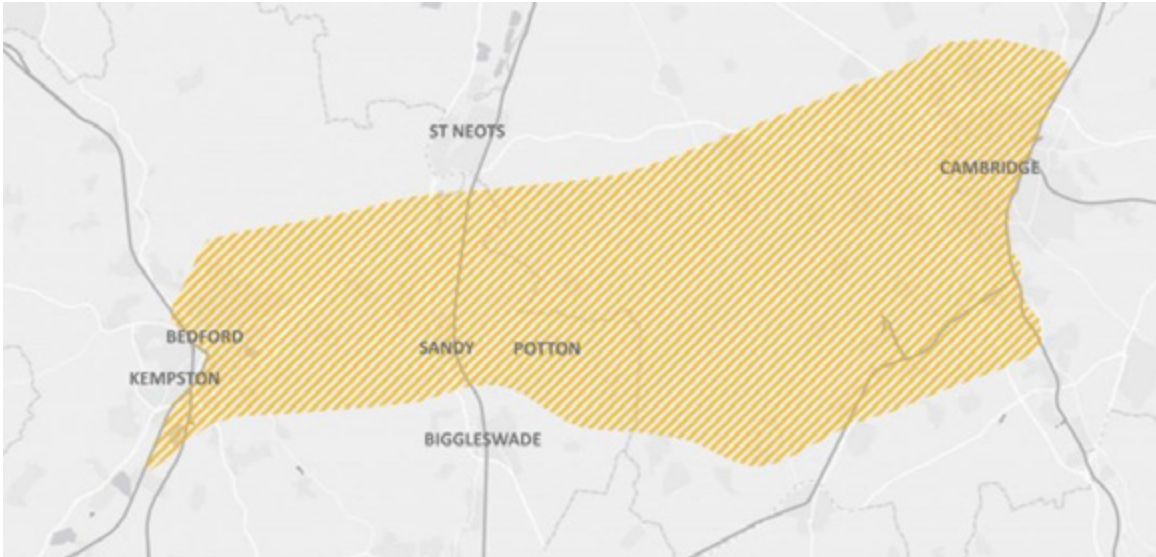 ST NEOTS
CAMBRIDGE
BEDFORD
SANDY
POTTON
KEMPSTON
BIGGLESWADE